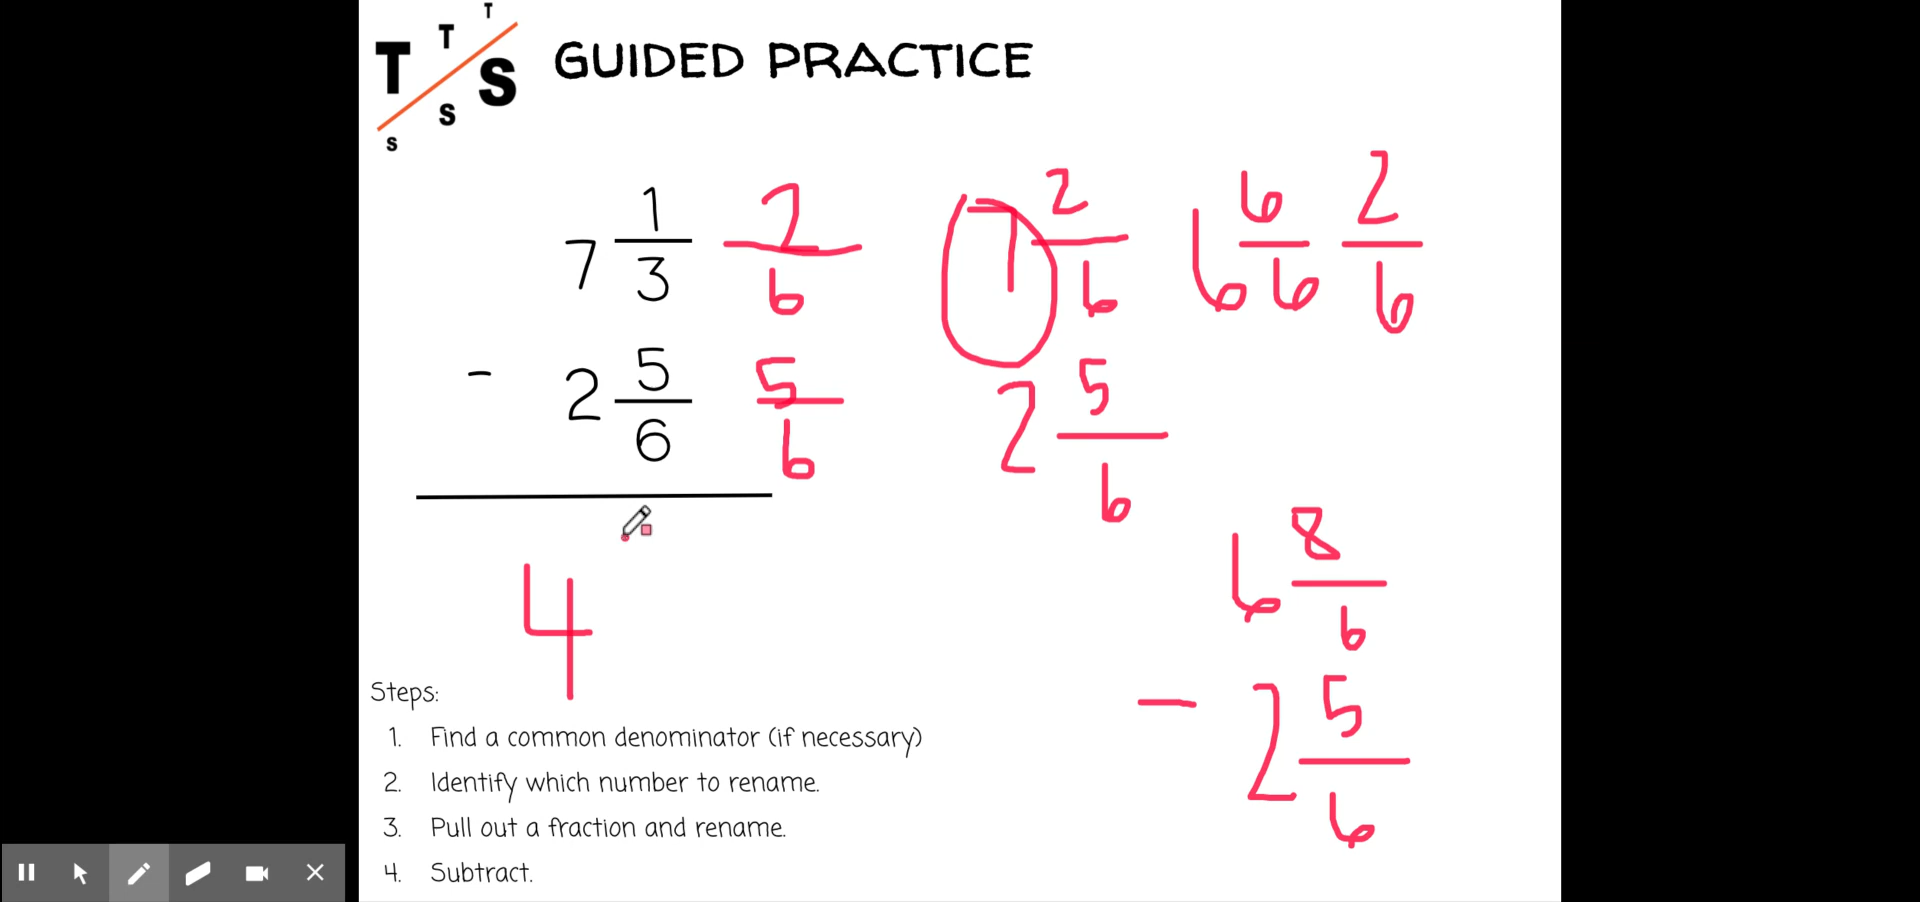 T T T
S S S
GUIDED PRACTICE
7 1/3 2/6 7 2/6 6 6/6 2/6
- 2 5/6 5/6 2 5/6
6 8/6
- 2 5/6
4
Steps:
1. Find a common denominator (if necessary)
2. Identify which number to rename.
3. Pull out a fraction and rename.
4. Subtract.